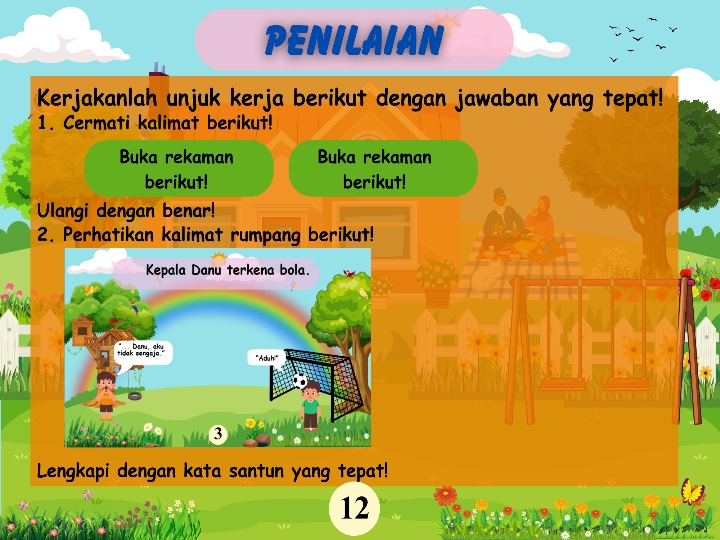 PENILAIAN
Kerjakanlah unjuk kerja berikut dengan jawaban yang tepat!
1. Cermati kalimat berikut!
Buka rekaman
berikut!
Buka rekaman
berikut!
Ulangi dengan benar!
2. Perhatikan kalimat rumpang berikut!
Kepala Danu terkena bola.
"... Danu, aku
tidak sengaja."
"Aduh!"
3
Lengkapi dengan kata santun yang tepat!
12